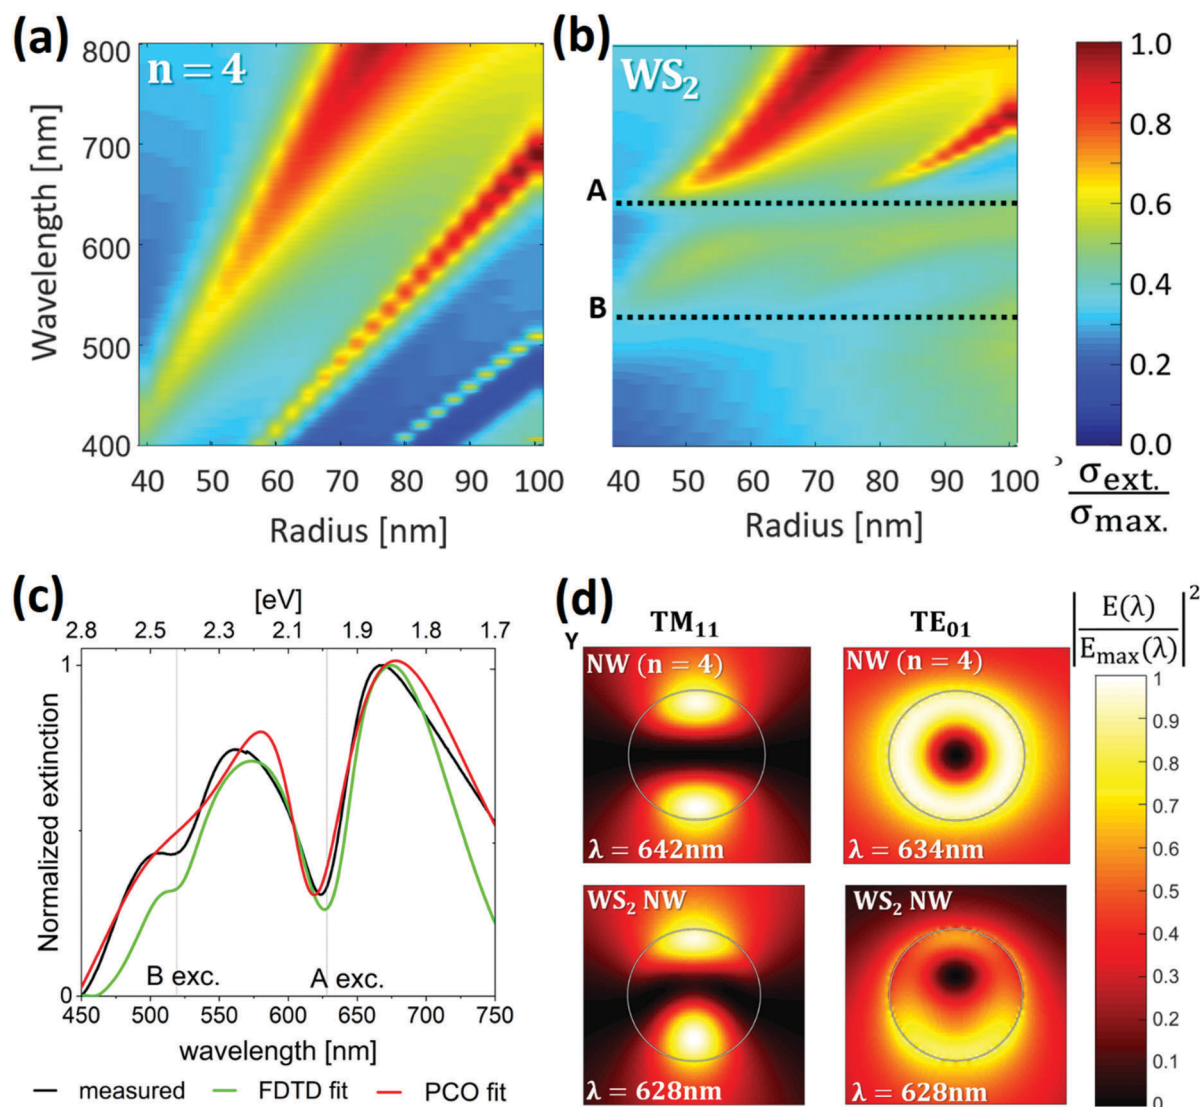 (a)
n = 4
Wavelength [nm]
800
700
600
500
400
40 50 60 70 80 90 100
Radius [nm]
(b)
WS₂
A
B
40 50 60 70 80 90 100
Radius [nm]
1.0
0.8
0.6
0.4
0.2
0.0
σext.
σmax.
(c)
[eV]
2.8 2.5 2.3 2.1 1.9 1.8 1.7
Normalized extinction
1
0
B exc.
A exc.
450 500 550 600 650 700 750
wavelength [nm]
measured FDTD fit PCO fit
(d)
Y
TM₁₁
TE₀₁
NW (n = 4)
λ = 642nm
NW (n = 4)
λ = 634nm
WS₂ NW
λ = 628nm
WS₂ NW
λ = 628nm
|E(λ)
Emax(λ)|²
1
0.9
0.8
0.7
0.6
0.5
0.4
0.3
0.2
0.1
0